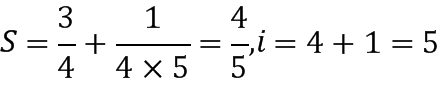 S = 3/4 + 1/(4 × 5) = 4/5, i = 4 + 1 = 5